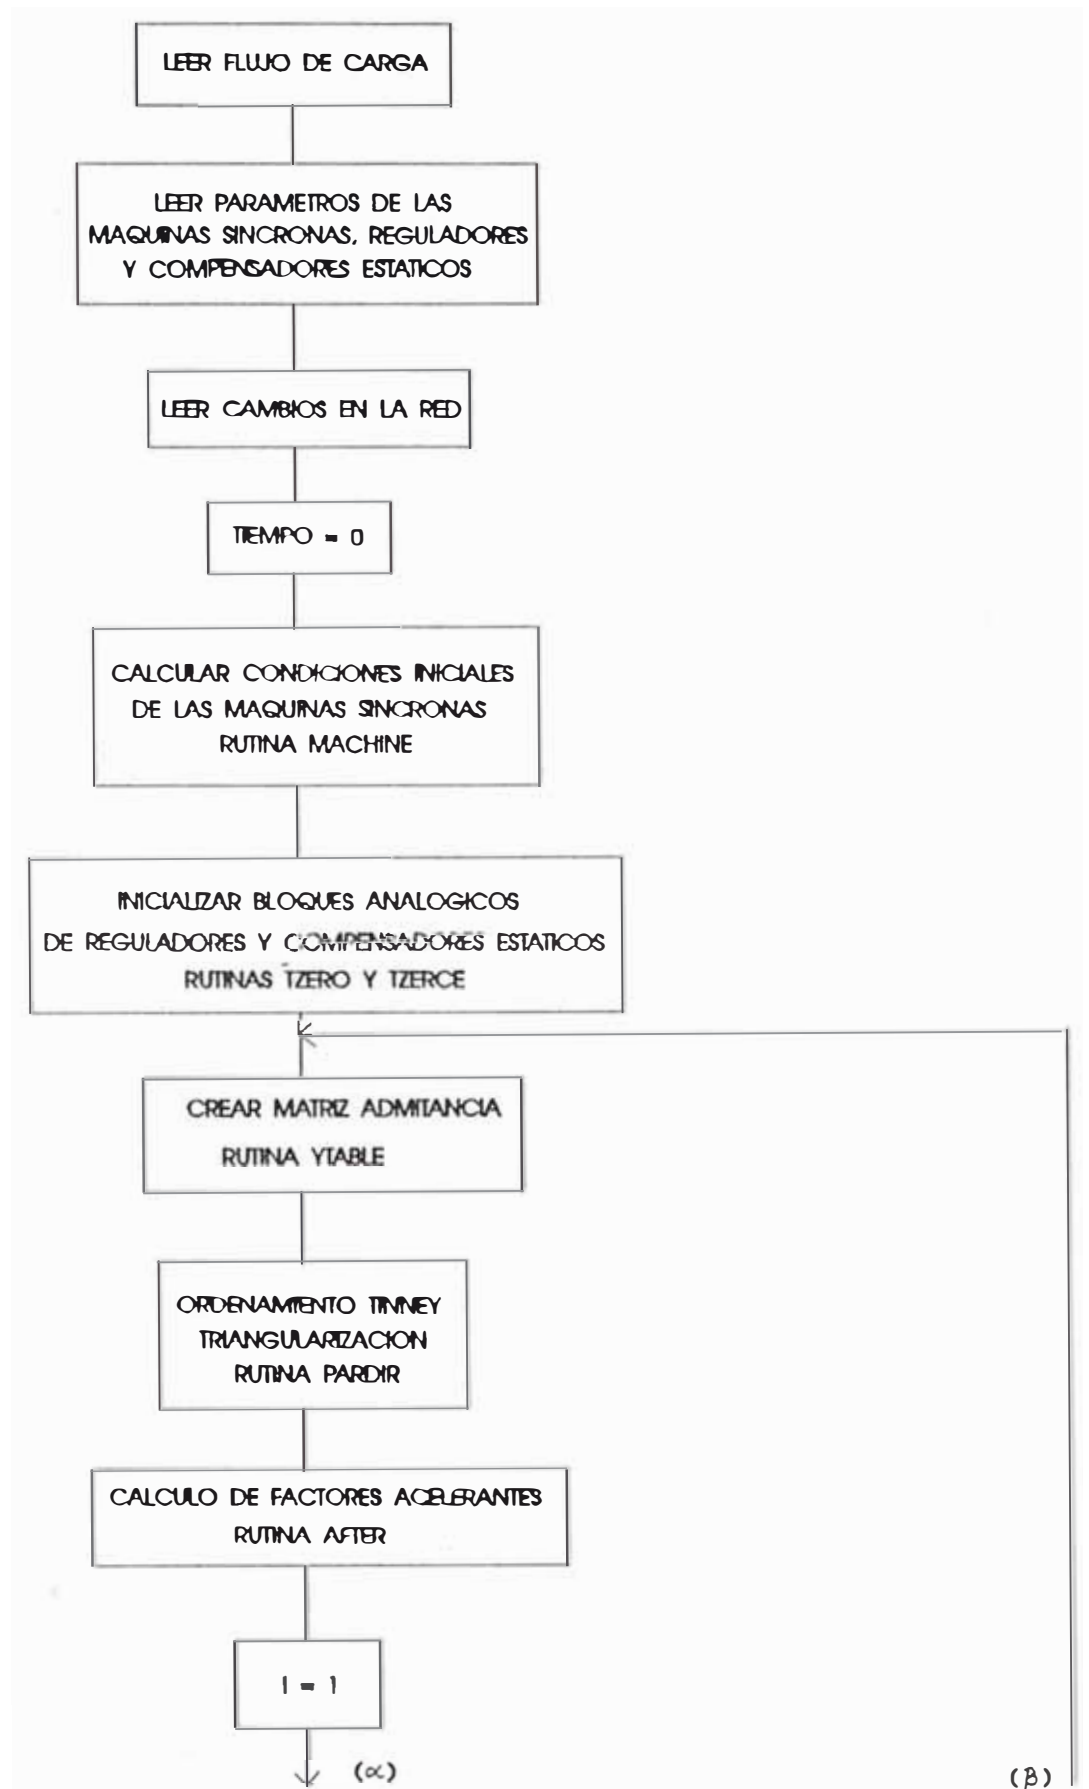 LEER FLUJO DE CARGA
LEER PARAMETROS DE LAS
MAQUINAS SINCRONAS, REGULADORES
Y COMPENSADORES ESTATICOS
LEER CAMBIOS EN LA RED
TIEMPO = 0
CALCULAR CONDICIONES INICIALES
DE LAS MAQUINAS SINCRONAS
RUTINA MACHINE
INICIALIZAR BLOQUES ANALOGICOS
DE REGULADORES Y COMPENSADORES ESTATICOS
RUTINAS TZERO Y TZERCE
CREAR MATRIZ ADMITANCIA
RUTINA YTABLE
ORDENAMIENTO TINNEY
TRIANGULARIZACION
RUTINA PARDIR
CALCULO DE FACTORES ACELERANTES
RUTINA AFTER
I = 1
(α)
(β)